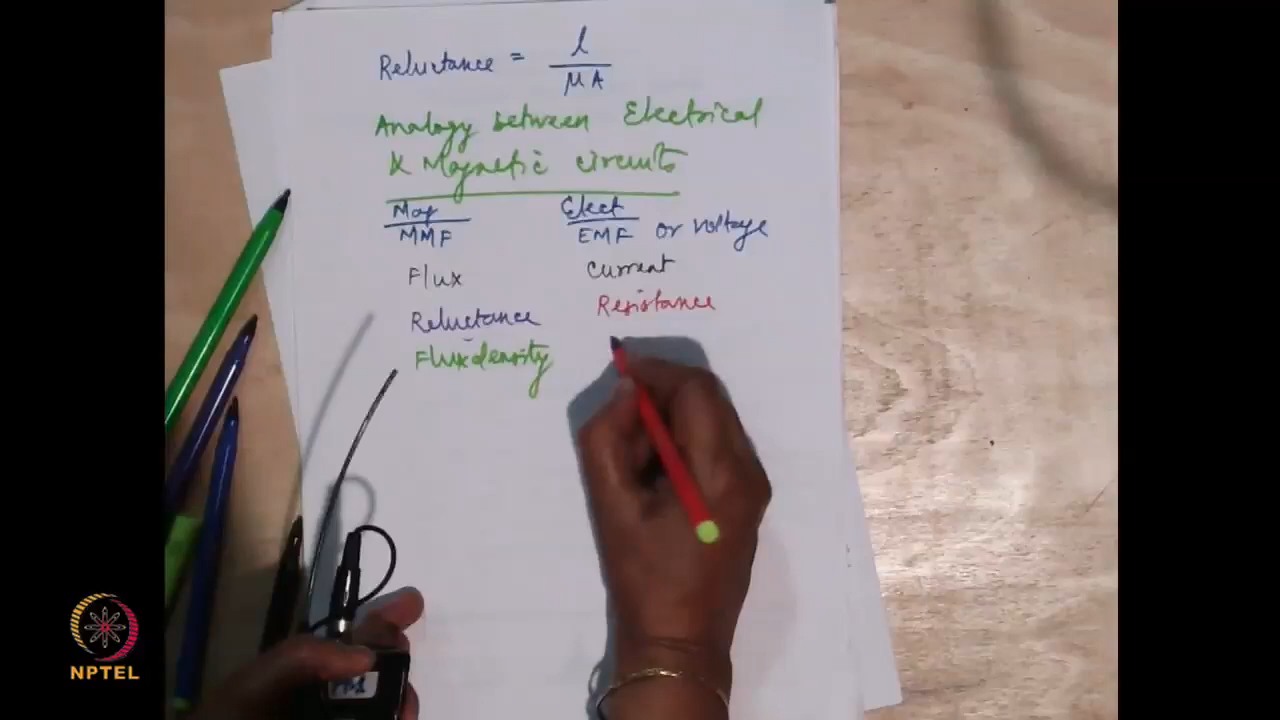 Reluctance = l / μA
Analogy between Electrical
& Magnetic circuits
Mag Elect
MMF EMF or voltage
Flux Current
Reluctance Resistance
Flux density
NPTEL